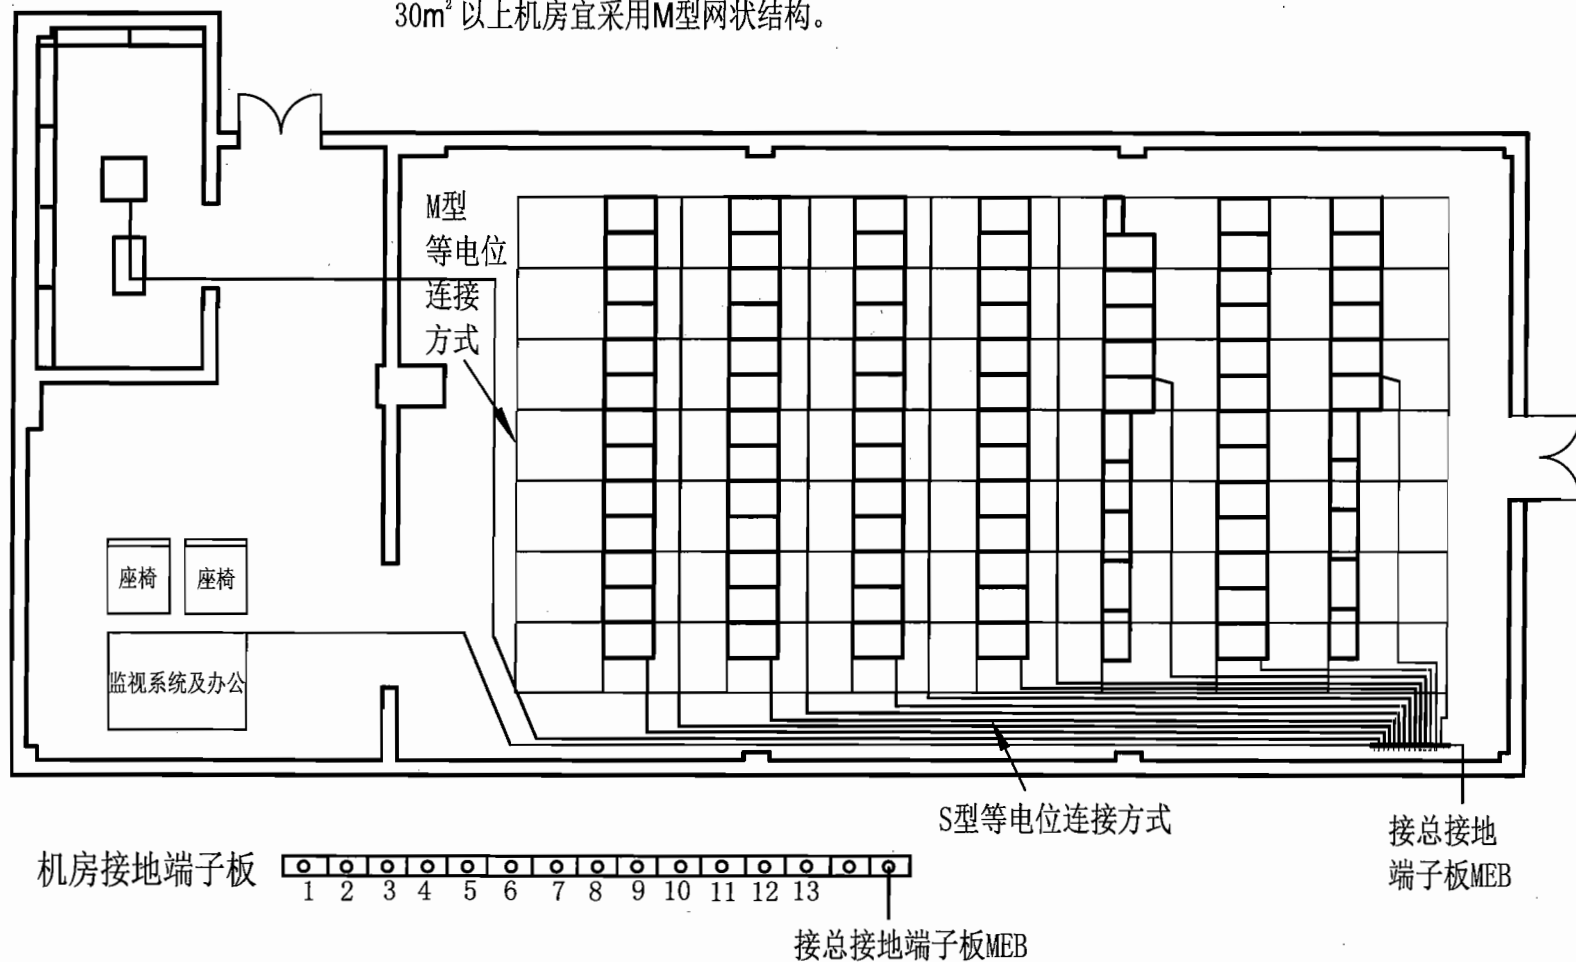 30m² 以上机房宜采用M型网状结构。
M型
等电位
连接
方式
座椅
座椅
监视系统及办公
S型等电位连接方式
接总接地
端子板MEB
机房接地端子板
1 2 3 4 5 6 7 8 9 10 11 12 13
接总接地端子板MEB